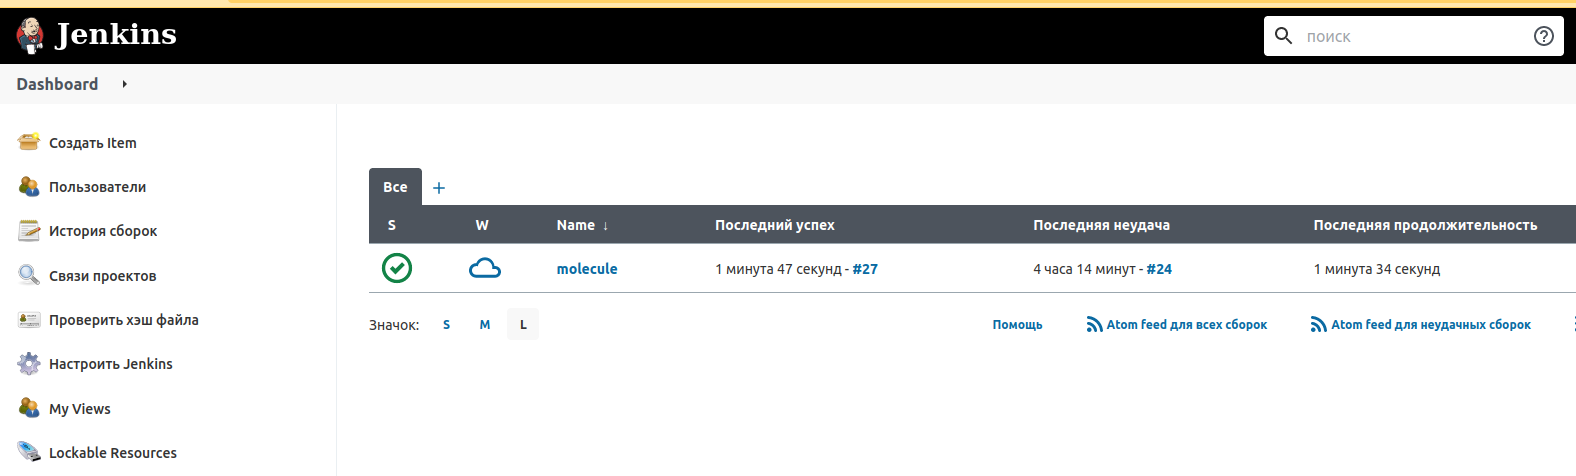 Jenkins
поиск
Dashboard
Создать Item
Пользователи
История сборок
Связи проектов
Проверить хэш файла
Настроить Jenkins
My Views
Lockable Resources
Все +
S W Name ↓ Последний успех Последняя неудача Последняя продолжительность
molecule 1 минута 47 секунд - #27 4 часа 14 минут - #24 1 минута 34 секунд
Значок: S M L Помощь Atom feed для всех сборок Atom feed для неудачных сборок